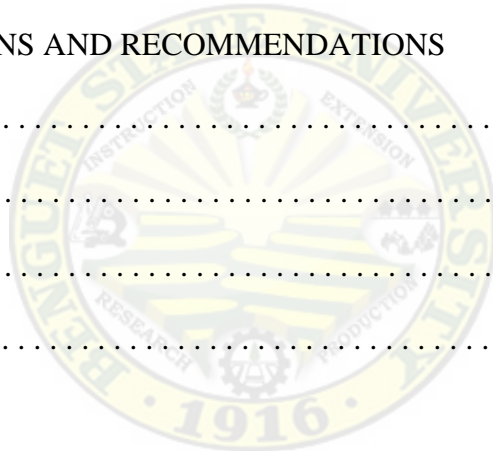 NS AND RECOMMENDATIONS
. . . . . . . . . . . . . . . . . . . . . . . . . . . . . . .
. . . . . . . . . . . . . . . . . . . . . . . . . . . . . . .
. . . . . . . . . . . . . . . . . . . . . . . . . . . . . . .
. . . . . . . . . . . . . . . . . . . . . . . . . . . . . . .
BENGUET STATE UNIVERSITY
INSTRUCTION
EXTENSION
RESEARCH
PRODUCTION
· 1916 ·